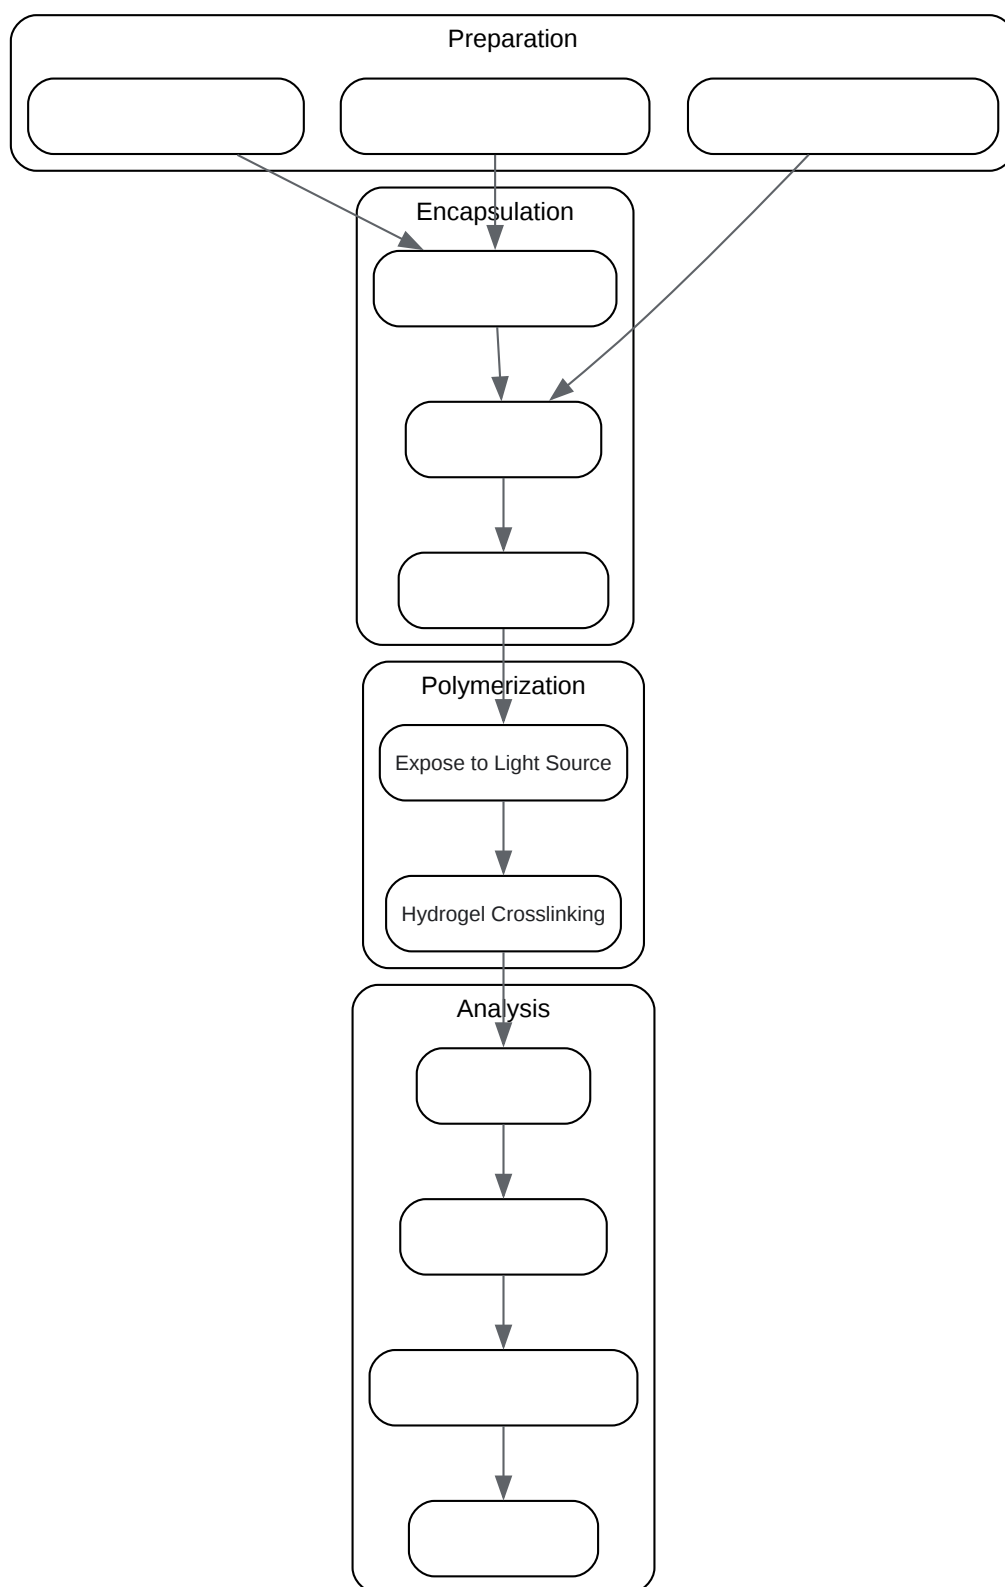 Preparation
Encapsulation
Polymerization
Expose to Light Source
Hydrogel Crosslinking
Analysis